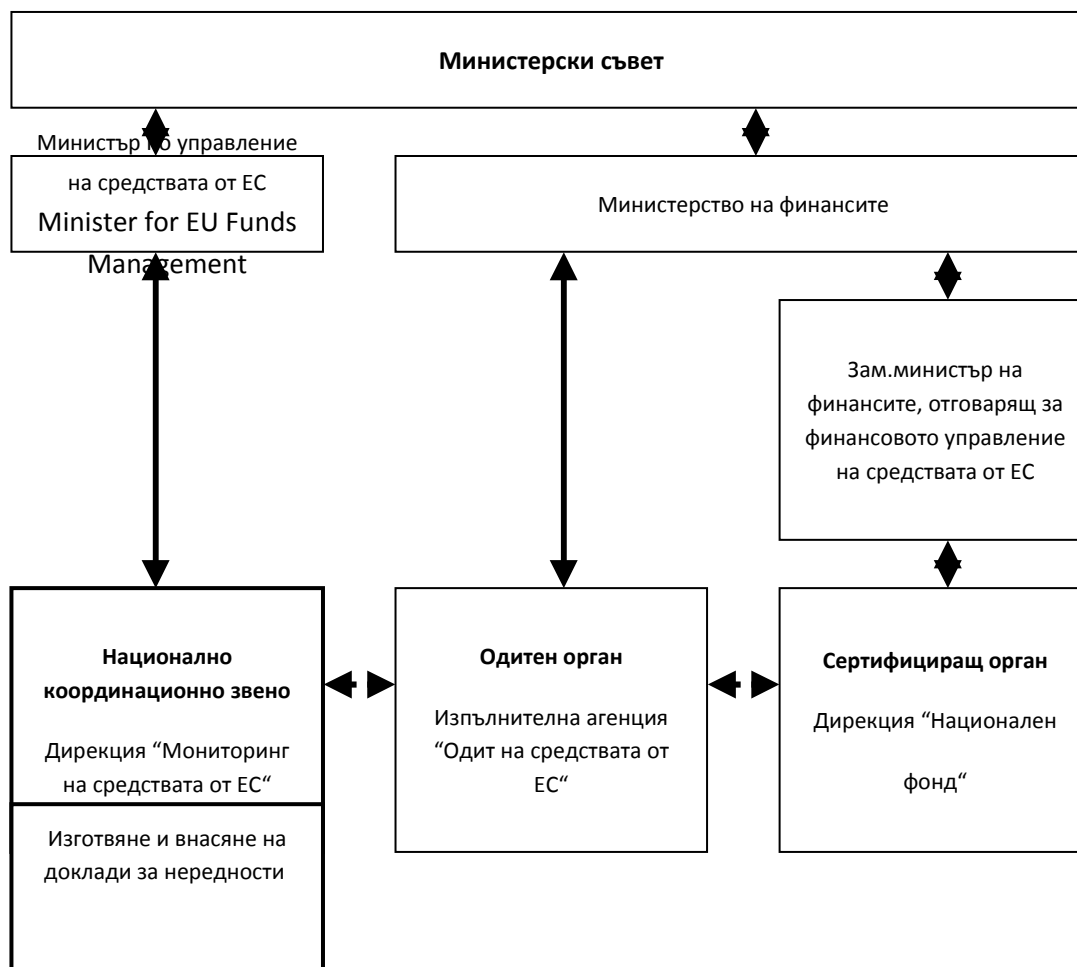 Министерски съвет
Министър по управление
на средствата от ЕС
Minister for EU Funds
Management
Министерство на финансите
Зам.министър на
финансите, отговарящ за
финансовото управление
на средствата от ЕС
Национално
координационно звено
Дирекция “Мониторинг
на средствата от ЕС“
Изготвяне и внасяне на
доклади за нередности
Одитен орган
Изпълнителна агенция
“Одит на средствата от
ЕС“
Сертифициращ орган
Дирекция “Национален
фонд“